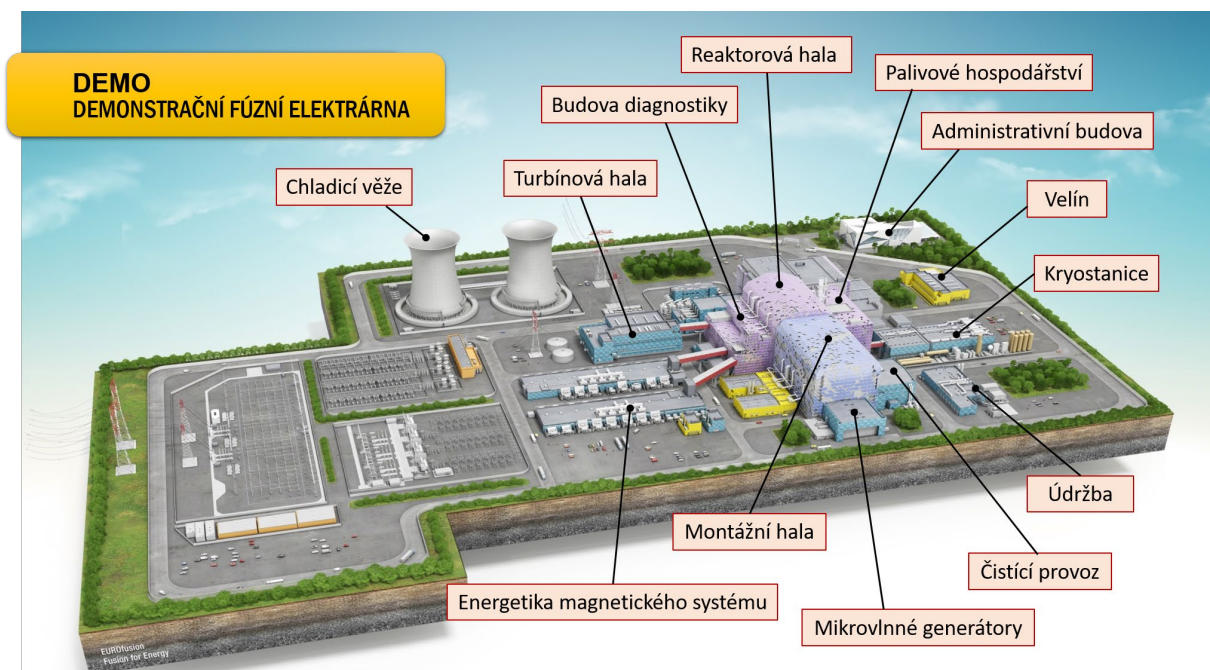 DEMO
DEMONSTRAČNÍ FÚZNÍ ELEKTRÁRNA
Reaktorová hala
Palivové hospodářství
Budova diagnostiky
Administrativní budova
Chladicí věže
Turbínová hala
Velín
Kryostanice
Údržba
Montážní hala
Čistící provoz
Energetika magnetického systému
Mikrovlnné generátory
EUROfusion
Fusion for Energy